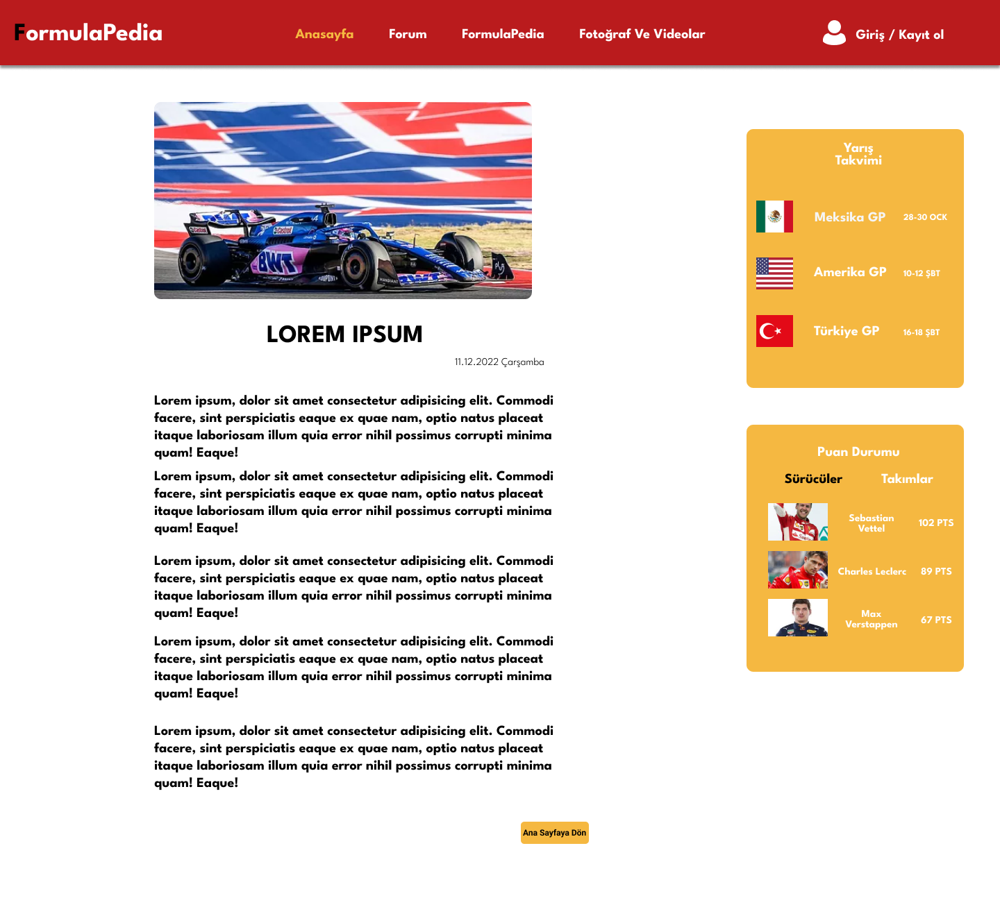 FormulaPedia
Anasayfa Forum FormulaPedia Fotoğraf Ve Videolar
Giriş / Kayıt ol
Castrol
BWT
BWT
LOREM IPSUM
11.12.2022 Çarşamba
Lorem ipsum, dolor sit amet consectetur adipisicing elit. Commodi
facere, sint perspiciatis eaque ex quae nam, optio natus placeat
itaque laboriosam illum quia error nihil possimus corrupti minima
quam! Eaque!
Lorem ipsum, dolor sit amet consectetur adipisicing elit. Commodi
facere, sint perspiciatis eaque ex quae nam, optio natus placeat
itaque laboriosam illum quia error nihil possimus corrupti minima
quam! Eaque!
Lorem ipsum, dolor sit amet consectetur adipisicing elit. Commodi
facere, sint perspiciatis eaque ex quae nam, optio natus placeat
itaque laboriosam illum quia error nihil possimus corrupti minima
quam! Eaque!
Lorem ipsum, dolor sit amet consectetur adipisicing elit. Commodi
facere, sint perspiciatis eaque ex quae nam, optio natus placeat
itaque laboriosam illum quia error nihil possimus corrupti minima
quam! Eaque!
Lorem ipsum, dolor sit amet consectetur adipisicing elit. Commodi
facere, sint perspiciatis eaque ex quae nam, optio natus placeat
itaque laboriosam illum quia error nihil possimus corrupti minima
quam! Eaque!
Ana Sayfaya Dön
Yarış
Takvimi
Meksika GP 28-30 OCK
Amerika GP 10-12 ŞBT
Türkiye GP 16-18 ŞBT
Puan Durumu
Sürücüler Takımlar
Sebastian
Vettel
102 PTS
Charles Leclerc 89 PTS
Max
Verstappen
67 PTS